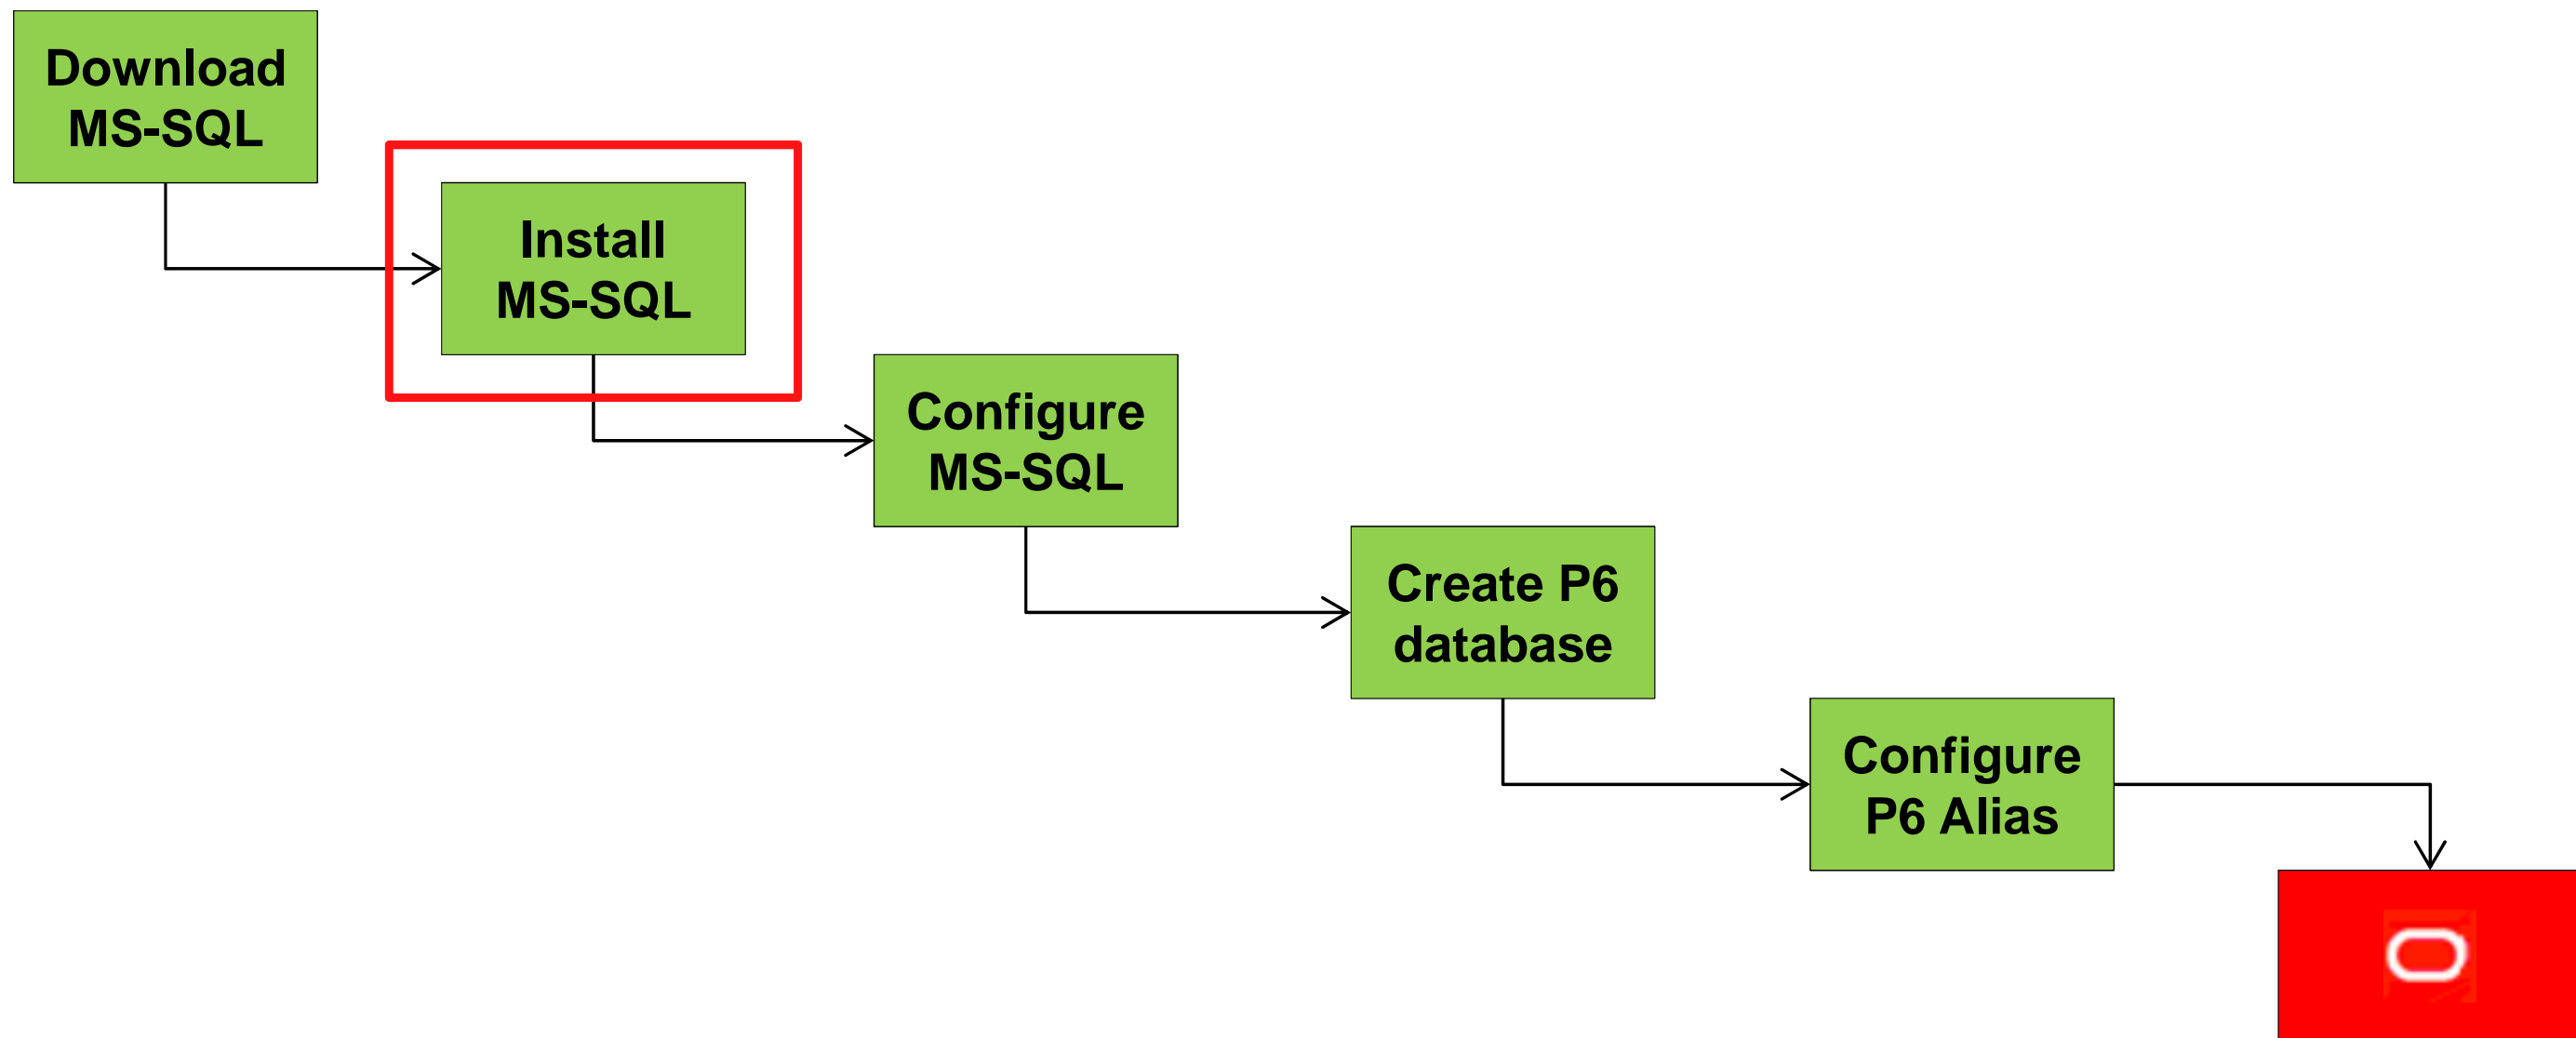 Download
MS-SQL
Install
MS-SQL
Configure
MS-SQL
Create P6
database
Configure
P6 Alias